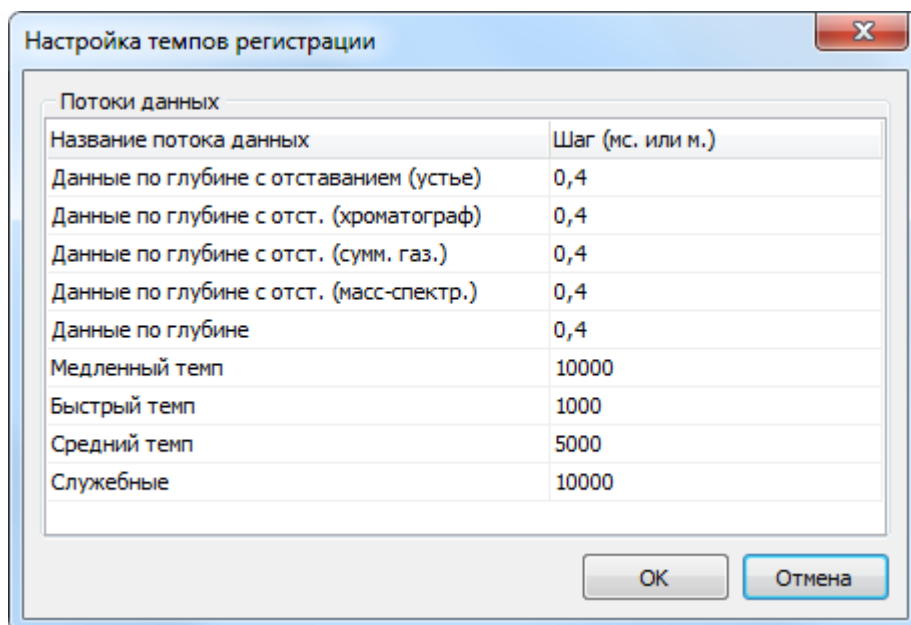 Настройка темпов регистрации
Потоки данных
Название потока данных Шаг (мс. или м.)
Данные по глубине с отставанием (устье) 0,4
Данные по глубине с отст. (хроматограф) 0,4
Данные по глубине с отст. (сумм. газ.) 0,4
Данные по глубине с отст. (масс-спектр.) 0,4
Данные по глубине 0,4
Медленный темп 10000
Быстрый темп 1000
Средний темп 5000
Служебные 10000
ОК Отмена